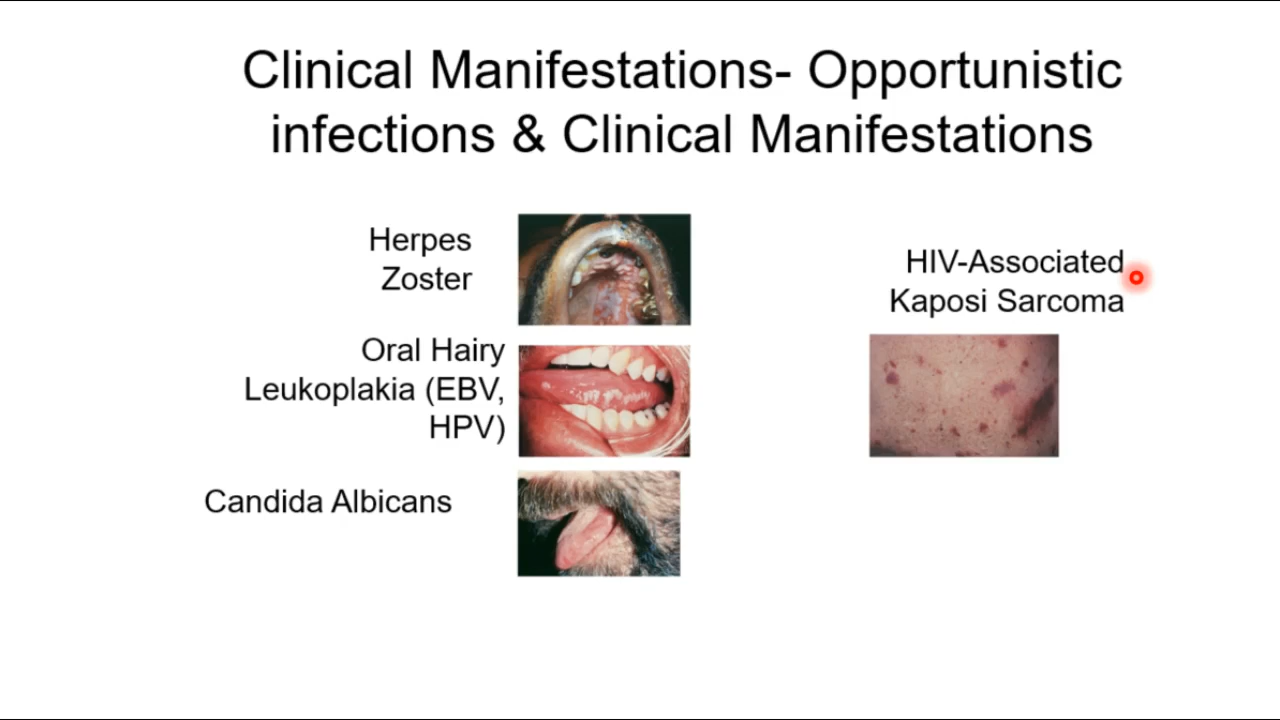 Clinical Manifestations- Opportunistic
infections & Clinical Manifestations
Herpes
Zoster
Oral Hairy
Leukoplakia (EBV,
HPV)
Candida Albicans
HIV-Associated
Kaposi Sarcoma